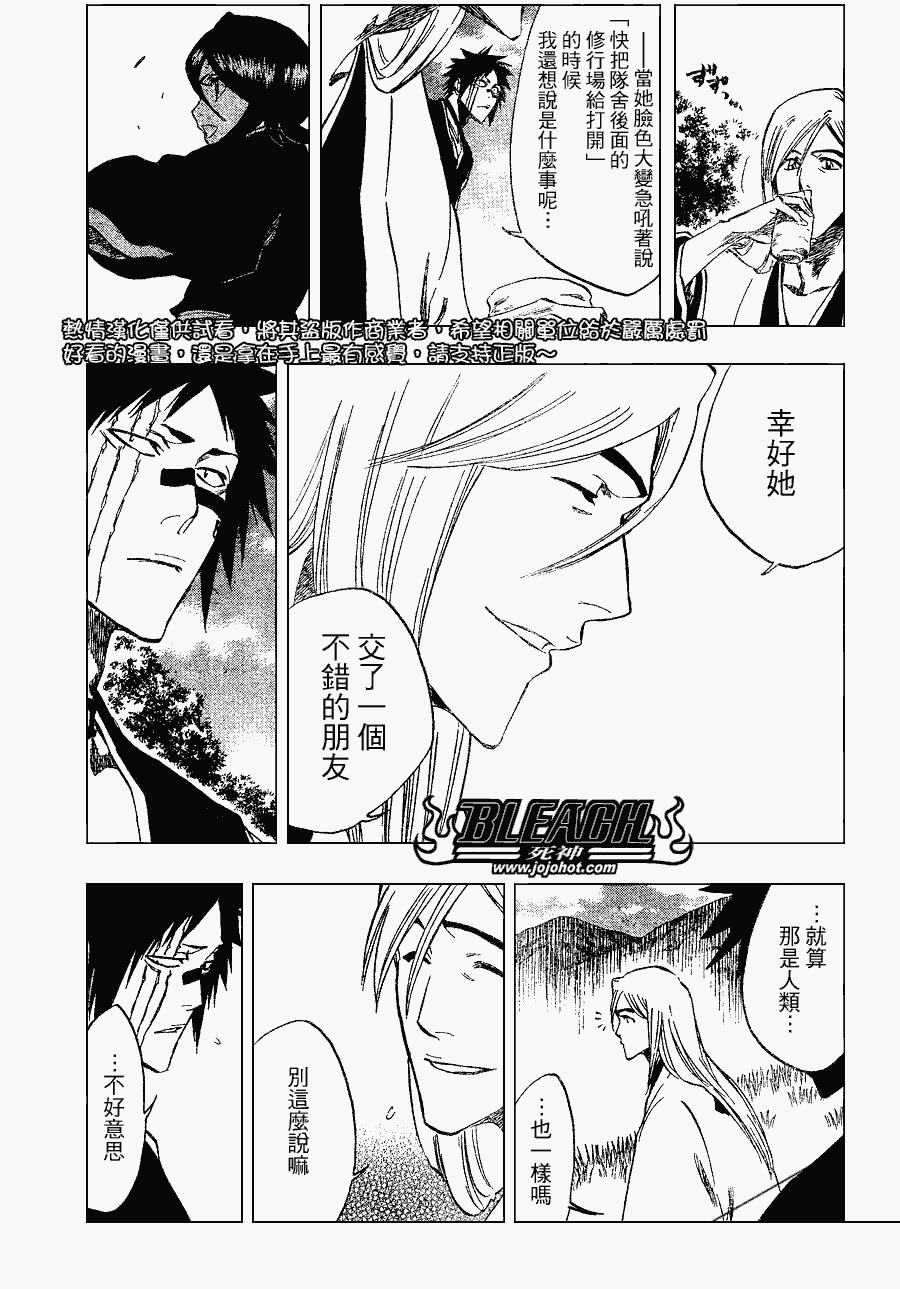 ずずっ
——當她臉色大變急吼著說
「快把隊舍後面的
修行場給打開」
的時候
我還想說是什麼事呢…
熱情漢化僅供試看，將其盜版作商業者，希望相關單位給於嚴厲處罰
好看的漫畫，還是拿在手上最有感覺，請支持正版～
幸好她
交了一個
不錯的朋友
BLEACH
死神
www.jojohot.com
…就算
那是人類…
…也一樣嗎
別這麼說嘛
…不好意思